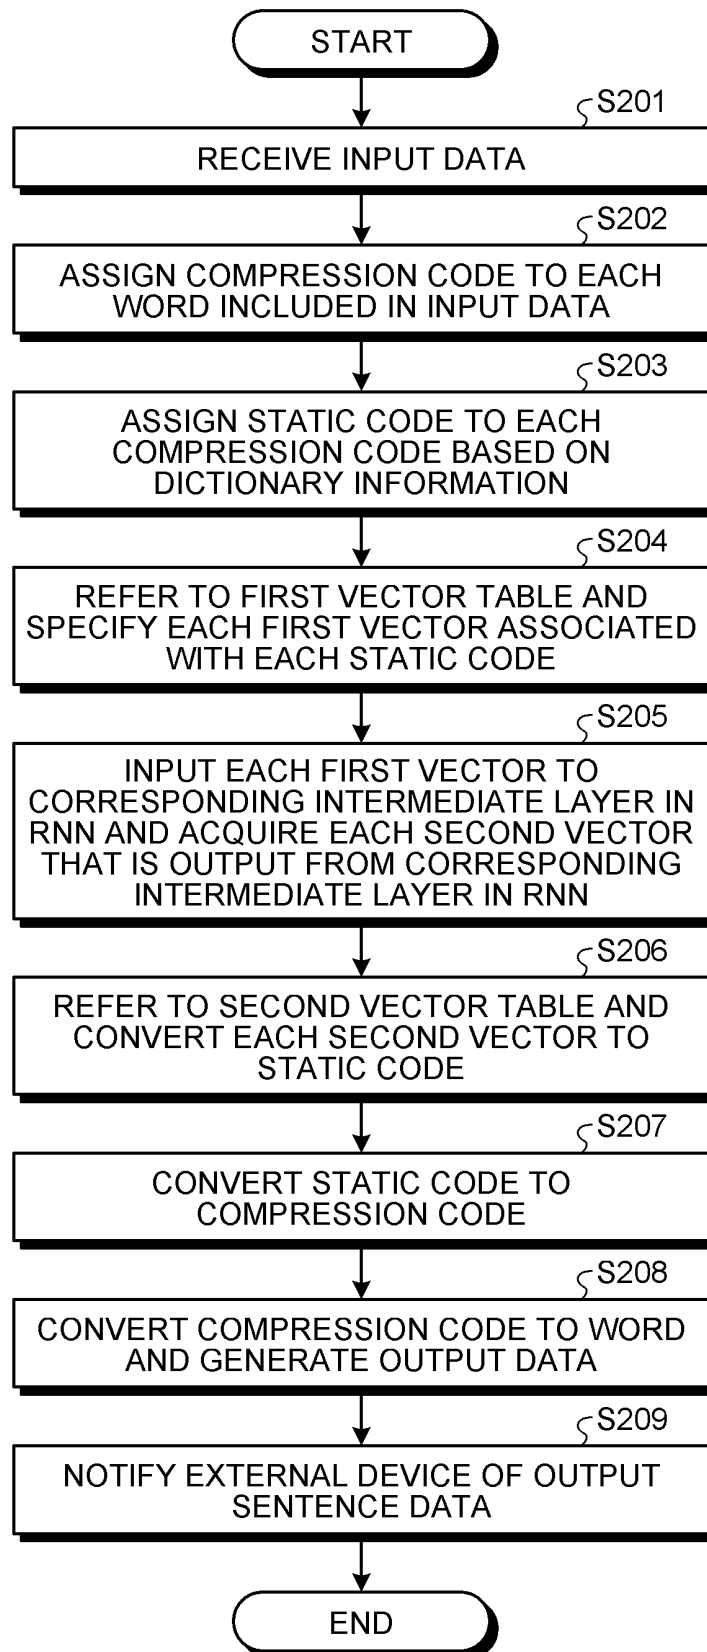 START
S201
RECEIVE INPUT DATA
S202
ASSIGN COMPRESSION CODE TO EACH
WORD INCLUDED IN INPUT DATA
S203
ASSIGN STATIC CODE TO EACH
COMPRESSION CODE BASED ON
DICTIONARY INFORMATION
S204
REFER TO FIRST VECTOR TABLE AND
SPECIFY EACH FIRST VECTOR ASSOCIATED
WITH EACH STATIC CODE
S205
INPUT EACH FIRST VECTOR TO
CORRESPONDING INTERMEDIATE LAYER IN
RNN AND ACQUIRE EACH SECOND VECTOR
THAT IS OUTPUT FROM CORRESPONDING
INTERMEDIATE LAYER IN RNN
S206
REFER TO SECOND VECTOR TABLE AND
CONVERT EACH SECOND VECTOR TO
STATIC CODE
S207
CONVERT STATIC CODE TO
COMPRESSION CODE
S208
CONVERT COMPRESSION CODE TO WORD
AND GENERATE OUTPUT DATA
S209
NOTIFY EXTERNAL DEVICE OF OUTPUT
SENTENCE DATA
END